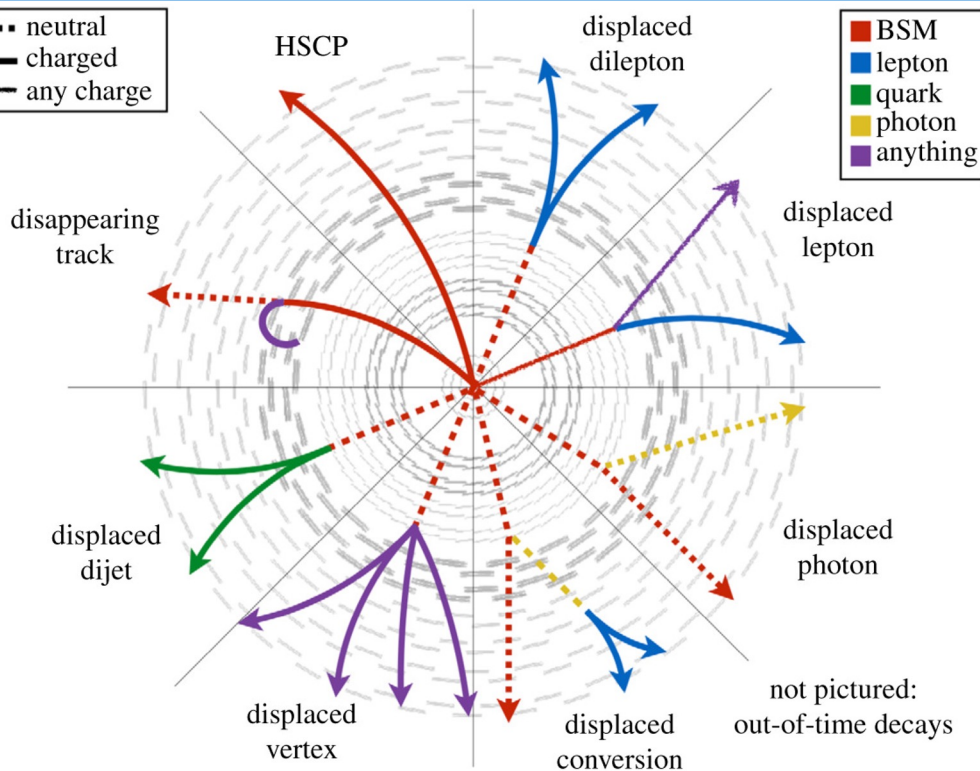 neutral
charged
any charge
HSCP
displaced
dilepton
BSM
lepton
quark
photon
anything
disappearing
track
displaced
lepton
displaced
dijet
displaced
photon
displaced
vertex
displaced
conversion
not pictured:
out-of-time decays